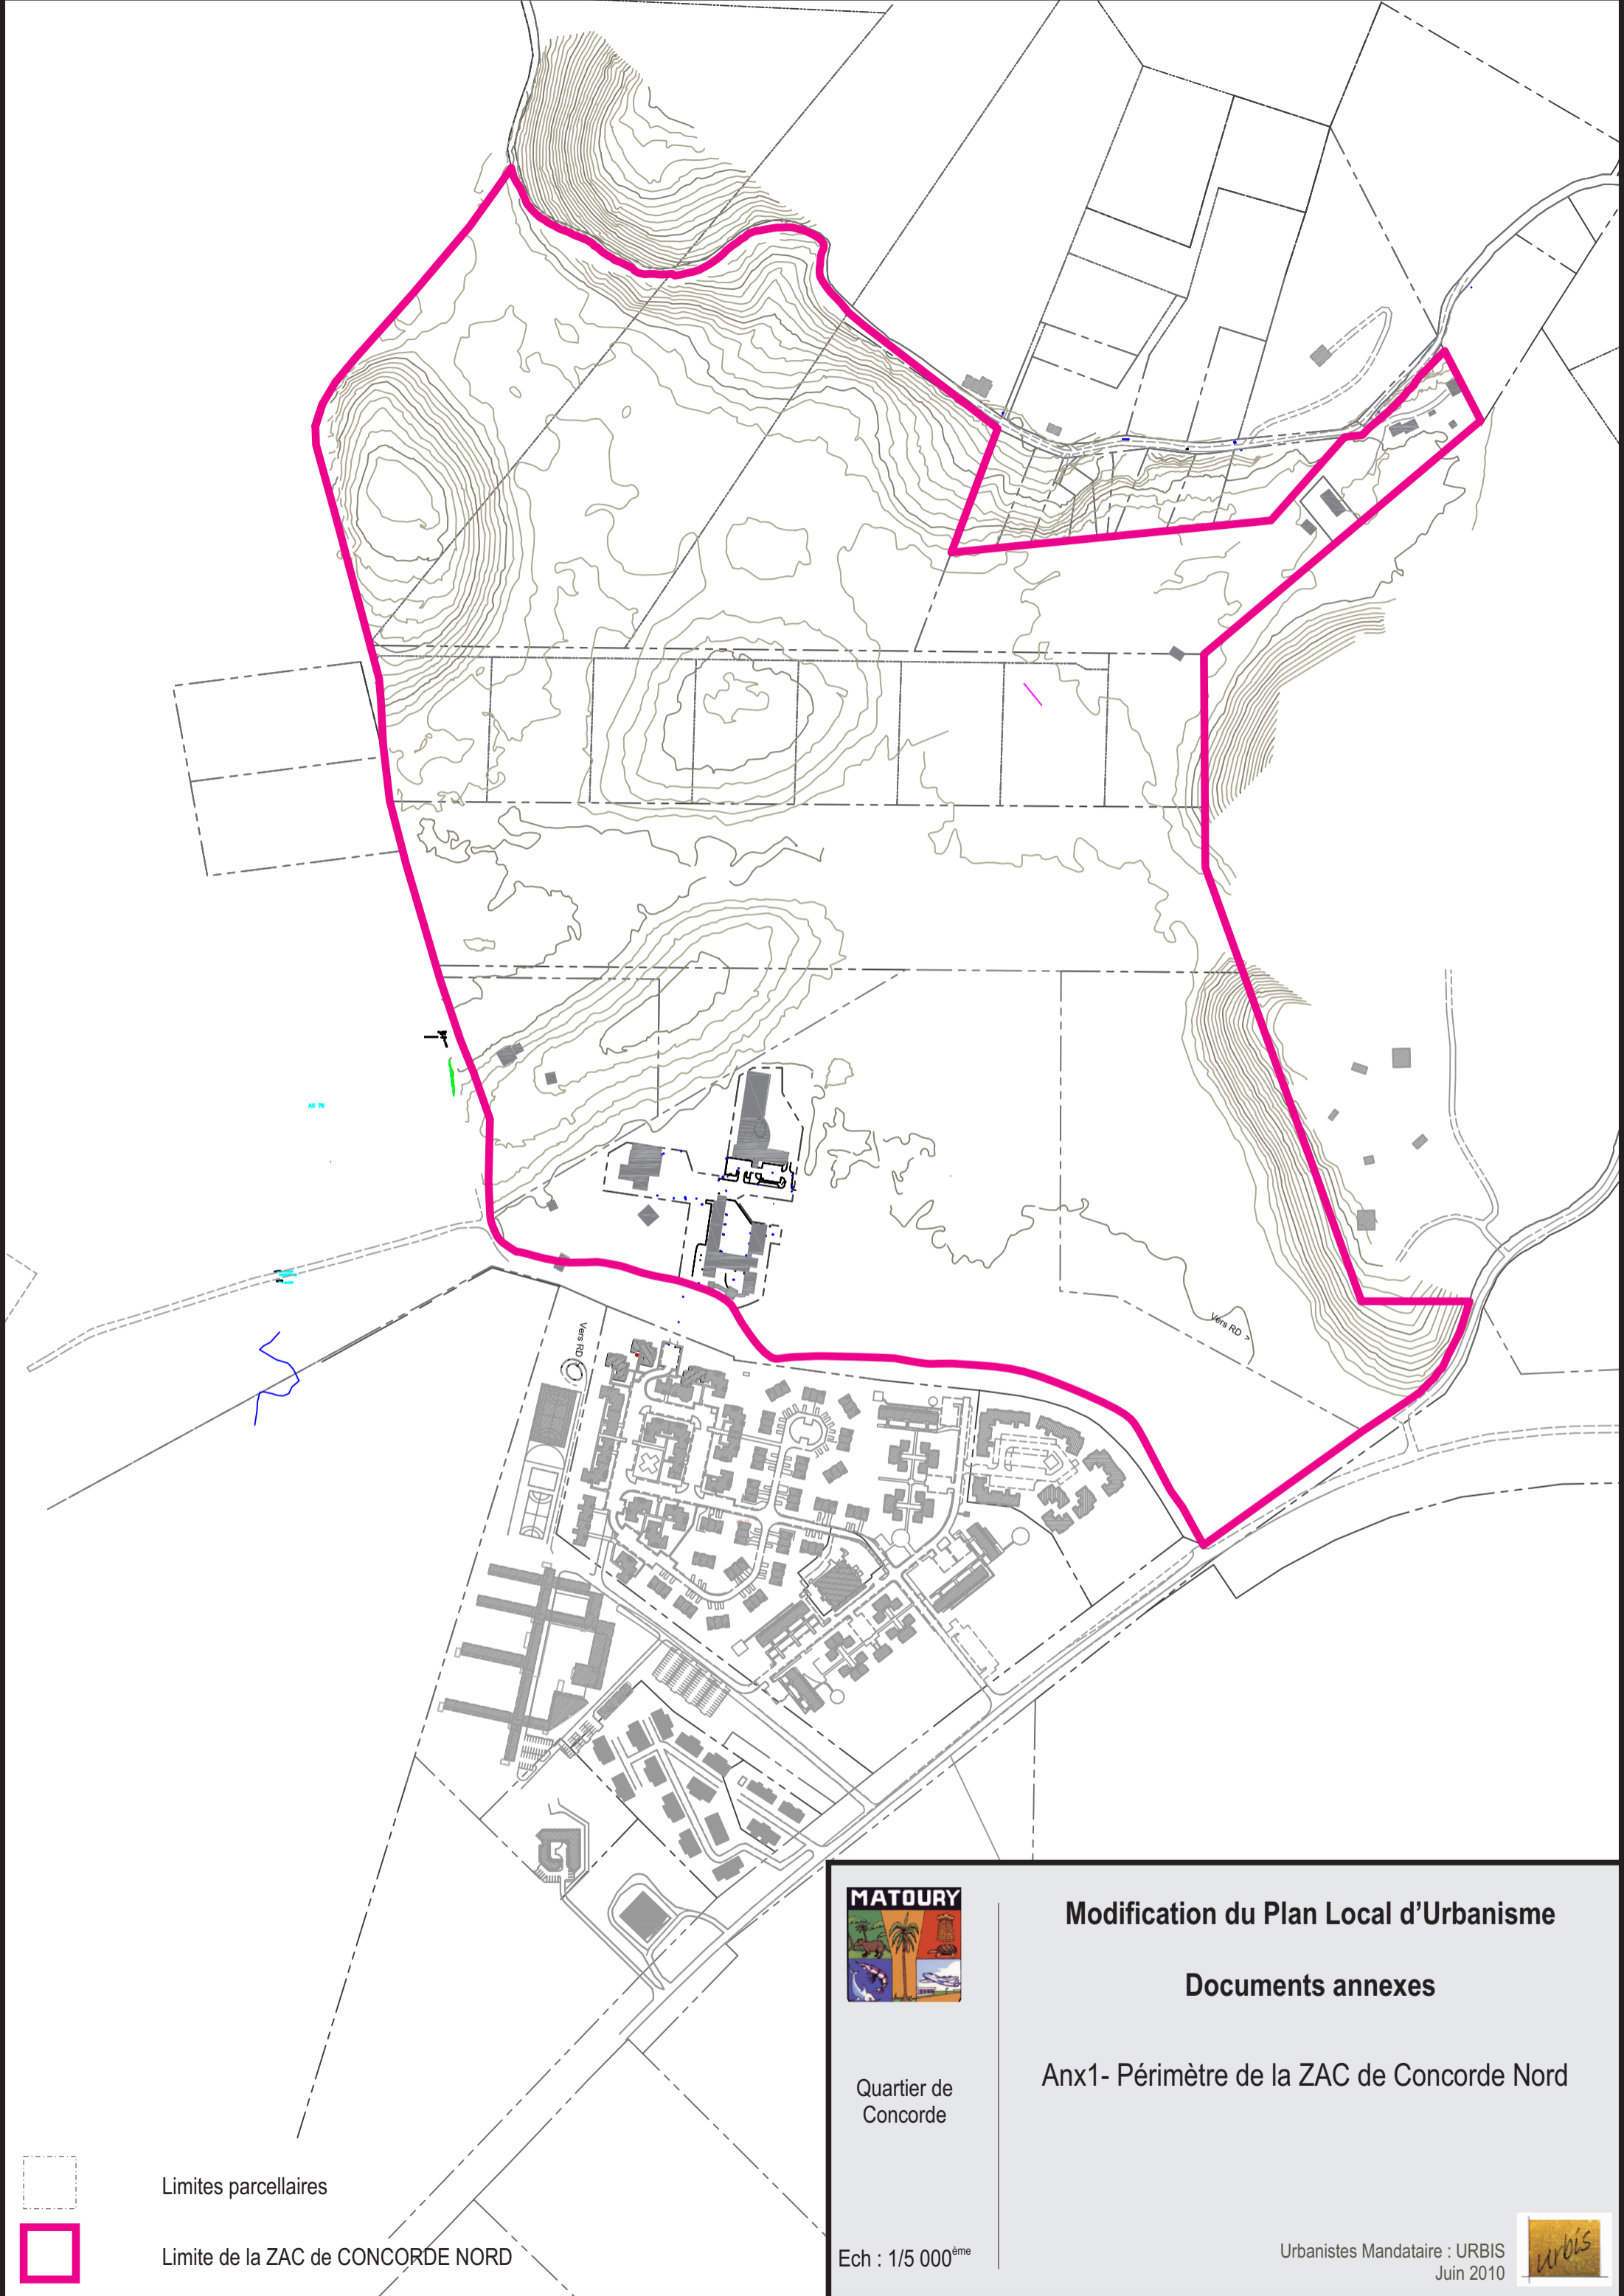 AS 76
Vers RD >
Vers RD >
MATOURY
Modification du Plan Local d’Urbanisme
Documents annexes
Anx1- Périmètre de la ZAC de Concorde Nord
Quartier de
Concorde
Ech : 1/5 000ème
Urbanistes Mandataire : URBIS
Juin 2010
urbis
Limites parcellaires
Limite de la ZAC de CONCORDE NORD